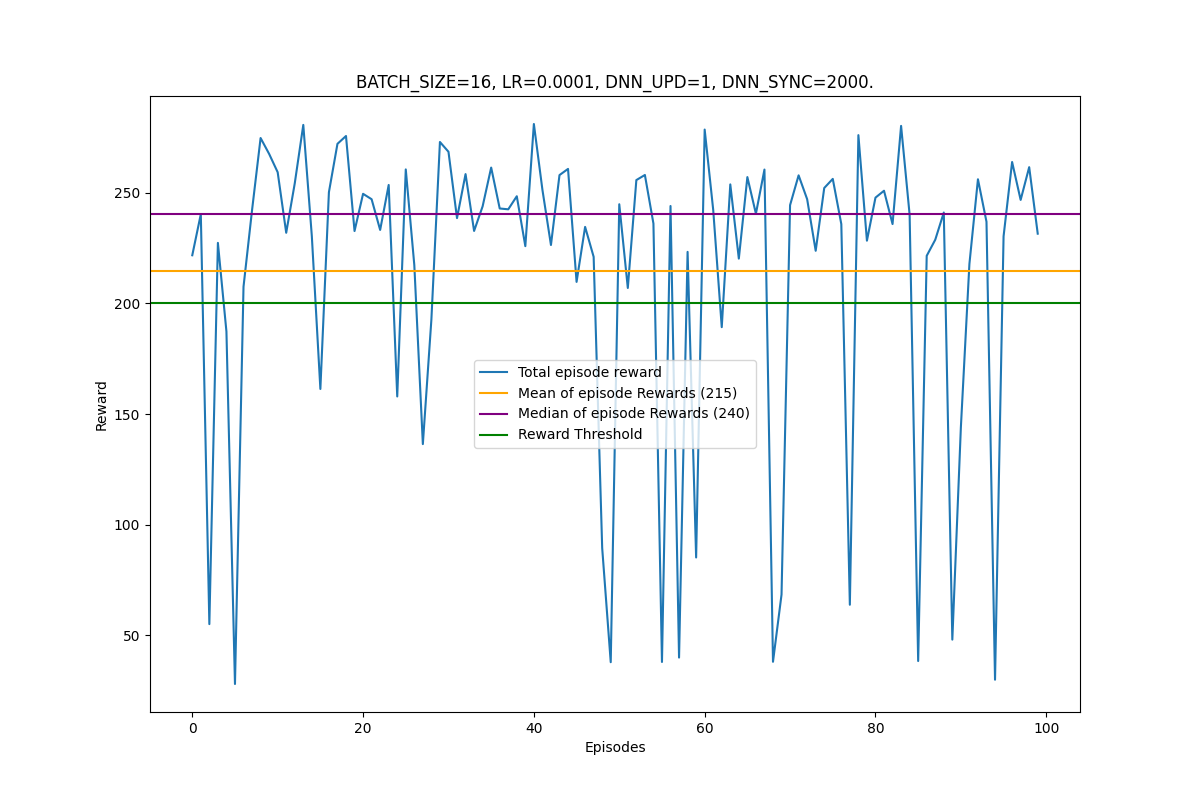 BATCH_SIZE=16, LR=0.0001, DNN_UPD=1, DNN_SYNC=2000.
250
200
150
100
50
Reward
Total episode reward
Mean of episode Rewards (215)
Median of episode Rewards (240)
Reward Threshold
0 20 40 60 80 100
Episodes